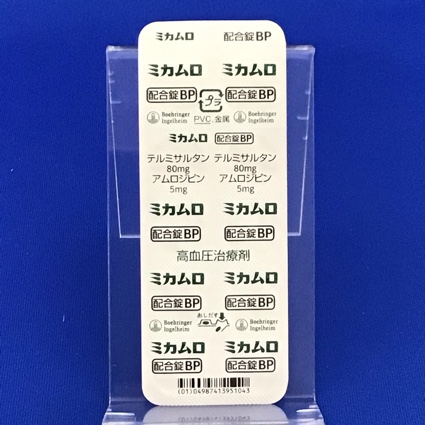 ミカムロ 配合錠BP
ミカムロ ミカムロ
配合錠BP プラ 配合錠BP
Boehringer Ingelheim PVC,金属 Boehringer Ingelheim
ミカムロ 配合錠BP
テルミサルタン テルミサルタン
80mg 80mg
アムロジピン アムロジピン
5mg 5mg
ミカムロ ミカムロ
配合錠BP 配合錠BP
高血圧治療剤
ミカムロ ミカムロ
配合錠BP 配合錠BP
Boehringer Ingelheim おしだす Boehringer Ingelheim
ミカムロ ミカムロ
配合錠BP 配合錠BP
(01)04987413951043